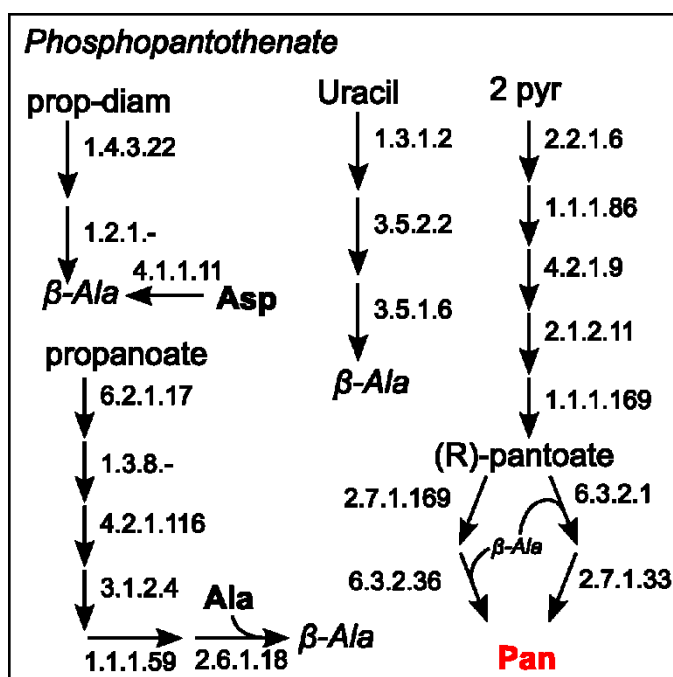 Phosphopantothenate
prop-diam
1.4.3.22
1.2.1.-
4.1.1.11
β-Ala
Asp
propanoate
6.2.1.17
1.3.8.-
4.2.1.116
3.1.2.4
Ala
1.1.1.59
2.6.1.18
β-Ala
Uracil
1.3.1.2
3.5.2.2
3.5.1.6
β-Ala
2 pyr
2.2.1.6
1.1.1.86
4.2.1.9
2.1.2.11
1.1.1.169
(R)-pantoate
2.7.1.169
6.3.2.1
β-Ala
6.3.2.36
2.7.1.33
Pan